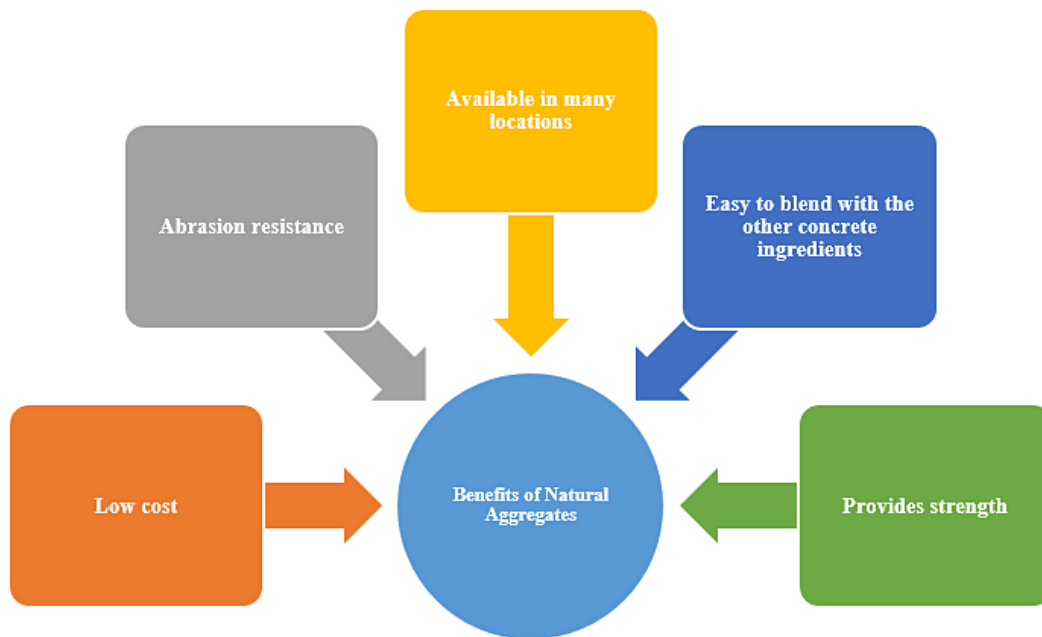 Available in many
locations
Abrasion resistance
Easy to blend with the
other concrete
ingredients
Low cost
Benefits of Natural
Aggregates
Provides strength